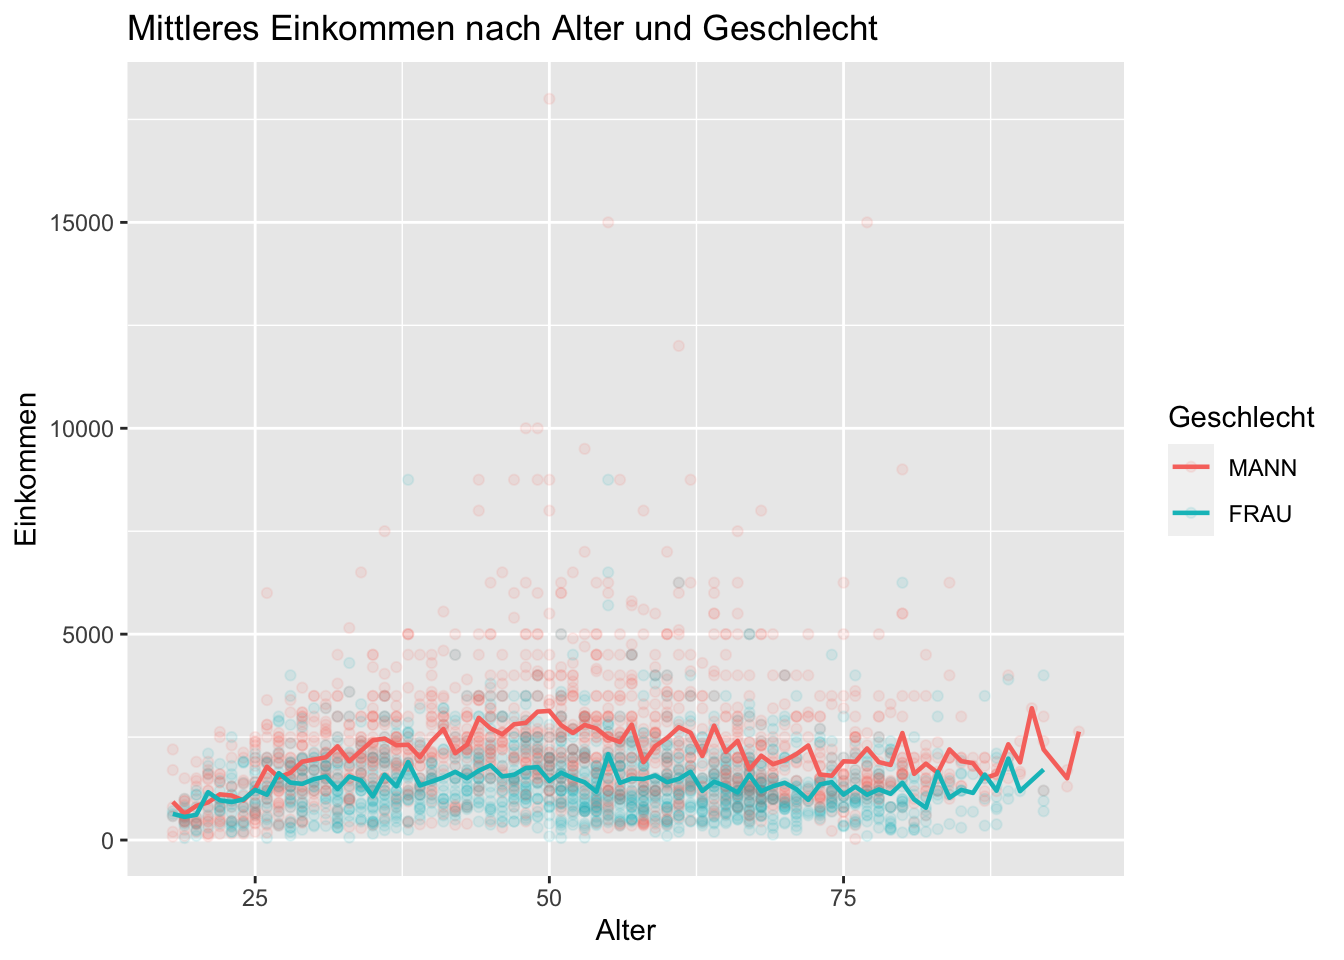 Mittleres Einkommen nach Alter und Geschlecht
15000
10000
5000
0
Einkommen
25
50
75
Alter
Geschlecht
MANN
FRAU